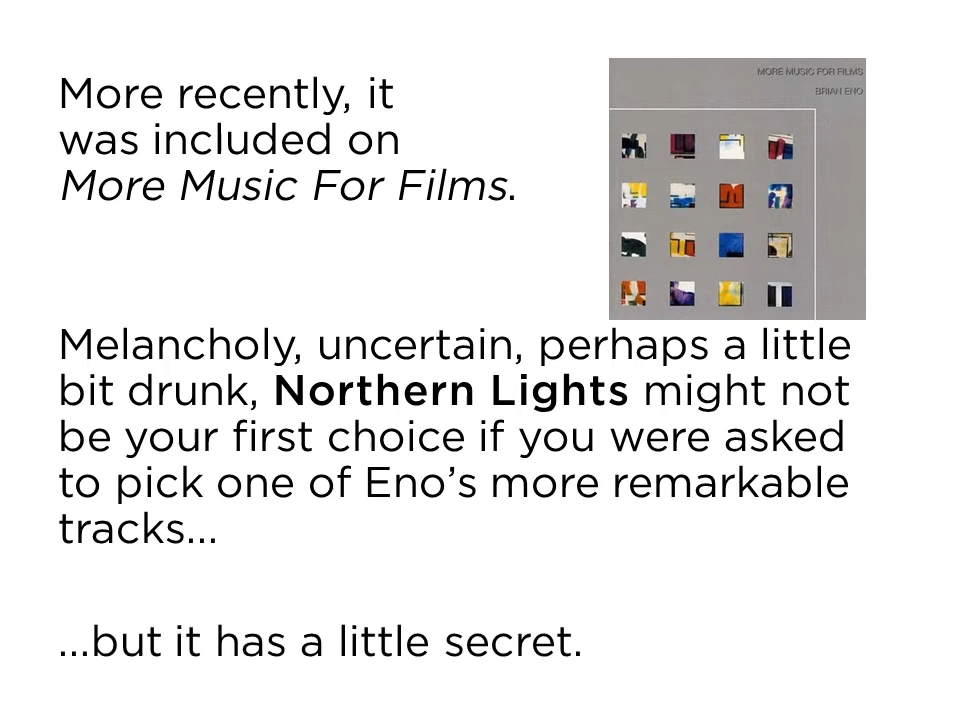 More recently, it
was included on
More Music For Films.
MORE MUSIC FOR FILMS
BRIAN ENO
Melancholy, uncertain, perhaps a little
bit drunk, Northern Lights might not
be your first choice if you were asked
to pick one of Eno’s more remarkable
tracks...
...but it has a little secret.